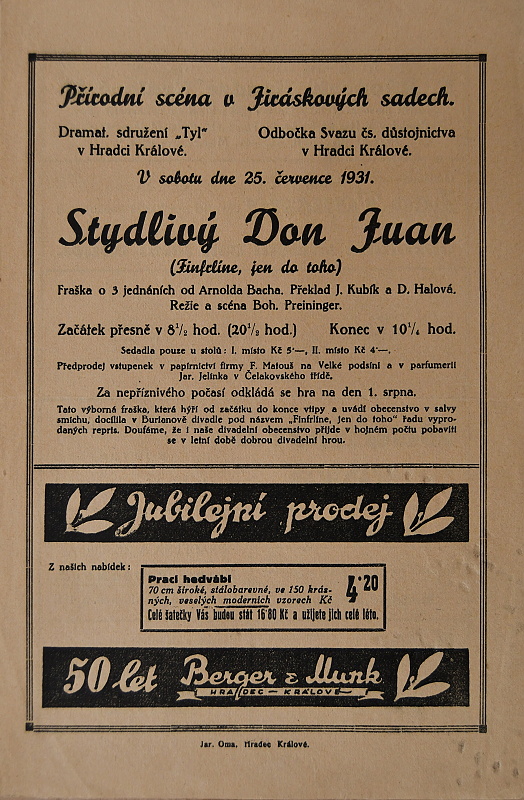 Přírodní scéna v Jiráskových sadech.
Dramat. sdružení „Tyl“
v Hradci Králové.
Odbočka Svazu čs. důstojnictva
v Hradci Králové.
V sobotu dne 25. července 1931.
Stydlivý Don Juan
(Finfrlíne, jen do toho)
Fraška o 3 jednáních od Arnolda Bacha. Překlad J. Kubík a D. Halová.
Režie a scéna Boh. Preininger.
Začátek přesně v 8½ hod. (20½ hod.) Konec v 10¼ hod.
Sedadla pouze u stolů: I. místo Kč 5·—, II. místo Kč 4·—.
Předprodej vstupenek v papírnictví firmy F. Matouš na Velké podsíni a v parfumerii
Jar. Jelínka v Čelakovského třídě.
Za nepříznivého počasí odkládá se hra na den 1. srpna.
Tato výborná fraška, která hýří od začátku do konce vtipy a uvádí obecenstvo v salvy
smíchu, docílila v Burianově divadle pod názvem „Finfrlíne, jen do toho“ řadu vypro-
daných repris. Doufáme, že i naše divadelní obecenstvo přijde v hojném počtu pobaviti
se v letní době dobrou divadelní hrou.
Jubilejní prodej
Z našich nabídek:
Prací hedvábí
70 cm široké, stálobarevné, ve 150 krás-
ných, veselých moderních vzorech Kč
4·20
Celé šatečky Vás budou stát 16·80 Kč a užijete jich celé léto.
50 let Berger & Munk
HRADEC-KRÁLOVÉ
Jar. Oma, Hradec Králové.